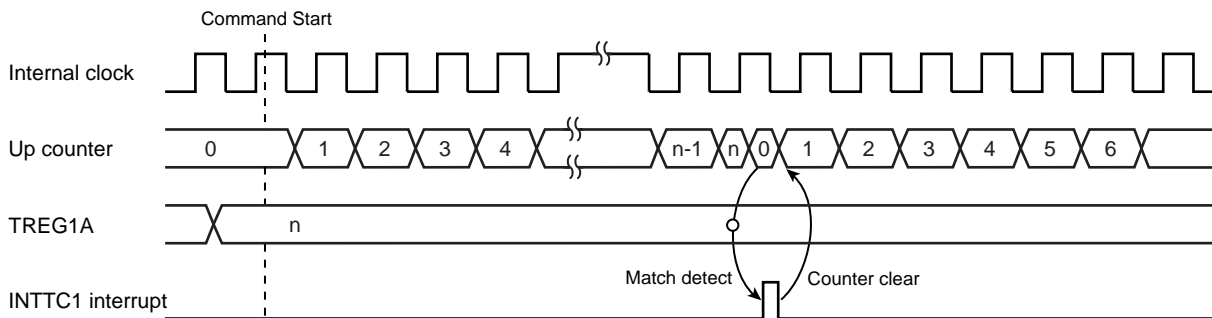 Command Start
Internal clock
Up counter 0 1 2 3 4 n-1 n 0 1 2 3 4 5 6
TREG1A n
Match detect Counter clear
INTTC1 interrupt